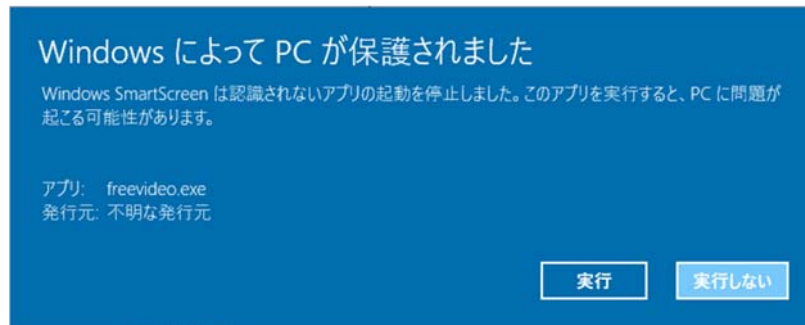 Windows によって PC が保護されました
Windows SmartScreen は認識されないアプリの起動を停止しました。このアプリを実行すると、PC に問題が
起こる可能性があります。
アプリ: freevideo.exe
発行元: 不明な発行元
実行 実行しない